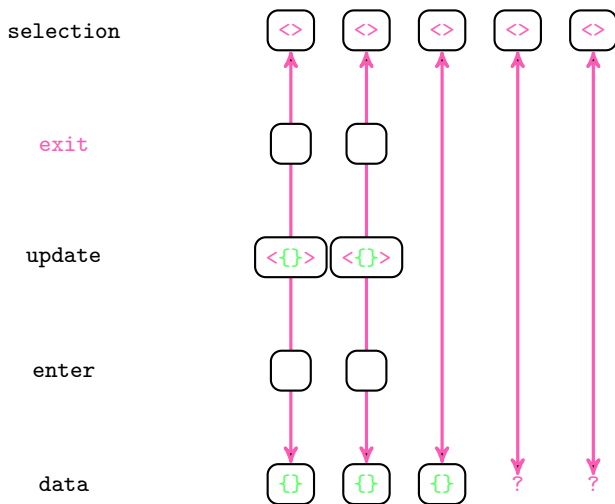 selection <> <> <> <> <>
exit
update <{}> <{}>
enter
data {} {} {} ? ?